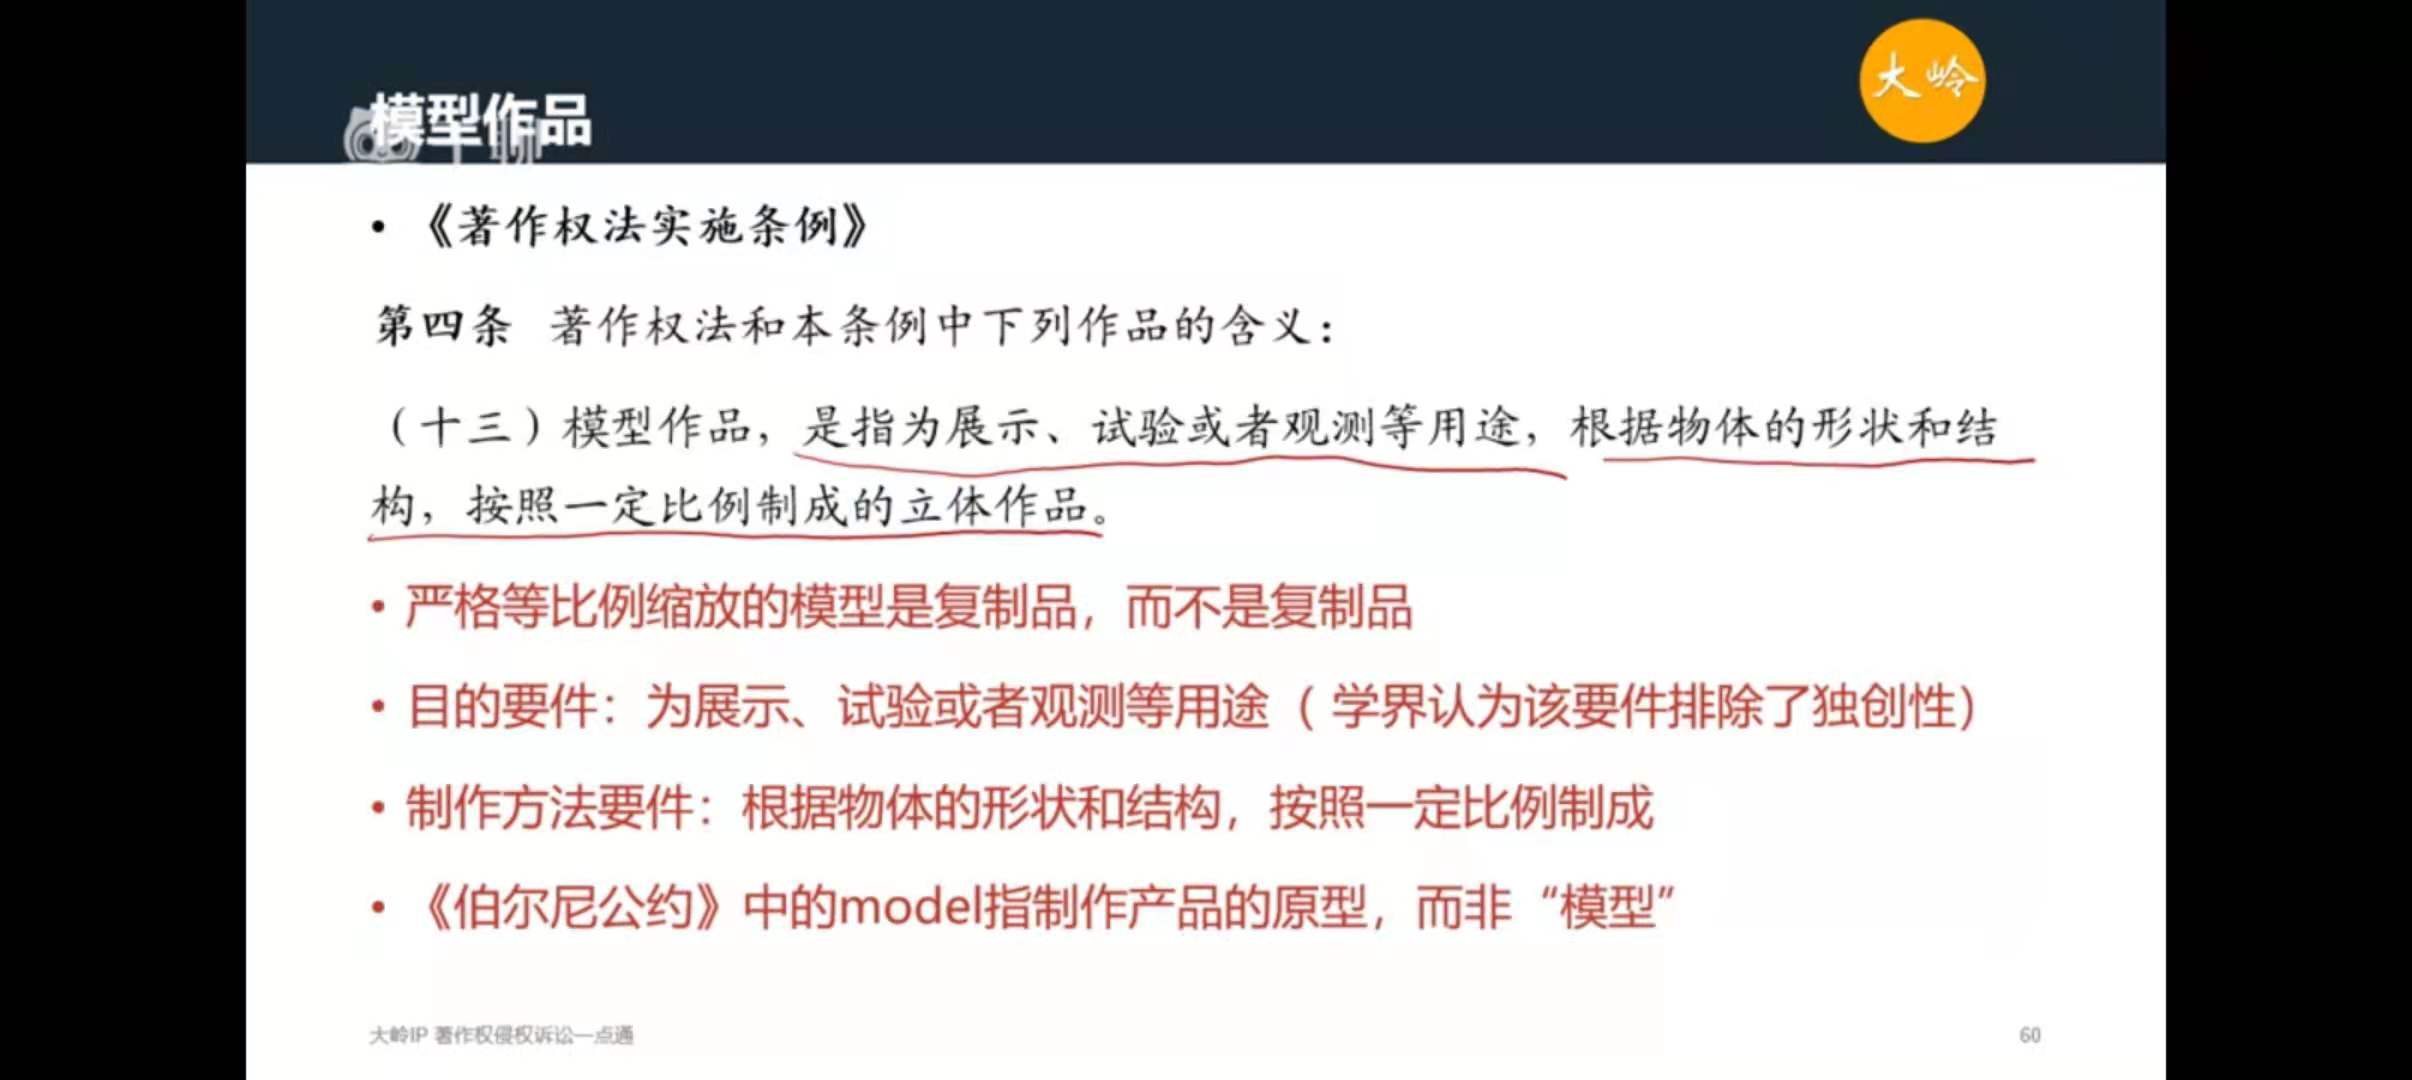 大岭
模型作品
• 《著作权法实施条例》
第四条 著作权法和本条例中下列作品的含义：
（十三）模型作品，是指为展示、试验或者观测等用途，根据物体的形状和结
构，按照一定比例制成的立体作品。
• 严格等比例缩放的模型是复制品，而不是复制品
• 目的要件：为展示、试验或者观测等用途（ 学界认为该要件排除了独创性）
• 制作方法要件：根据物体的形状和结构，按照一定比例制成
• 《伯尔尼公约》中的model指制作产品的原型，而非“模型”
大岭IP 著作权侵权诉讼一点通
60